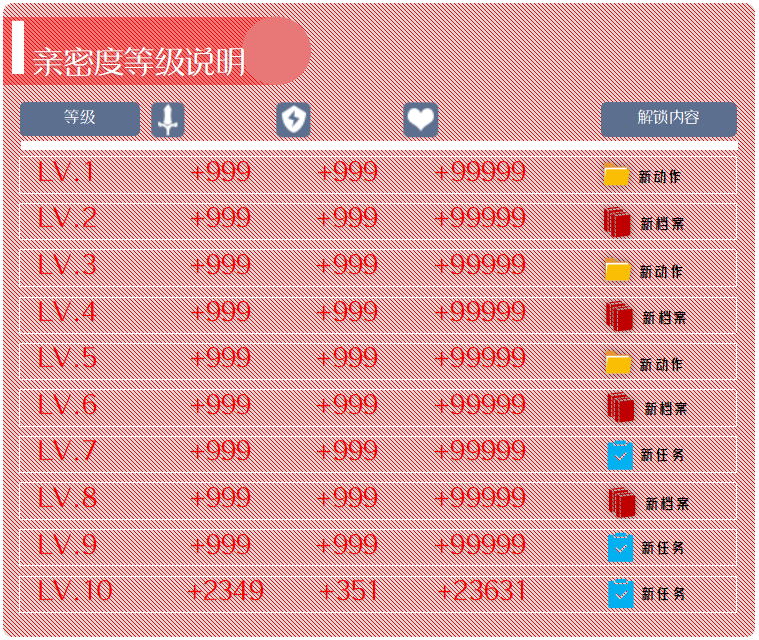 亲密度等级说明
等级 解锁内容
LV.1 +999 +999 +99999 新动作
LV.2 +999 +999 +99999 新档案
LV.3 +999 +999 +99999 新动作
LV.4 +999 +999 +99999 新档案
LV.5 +999 +999 +99999 新动作
LV.6 +999 +999 +99999 新档案
LV.7 +999 +999 +99999 新任务
LV.8 +999 +999 +99999 新档案
LV.9 +999 +999 +99999 新任务
LV.10 +2349 +351 +23631 新任务